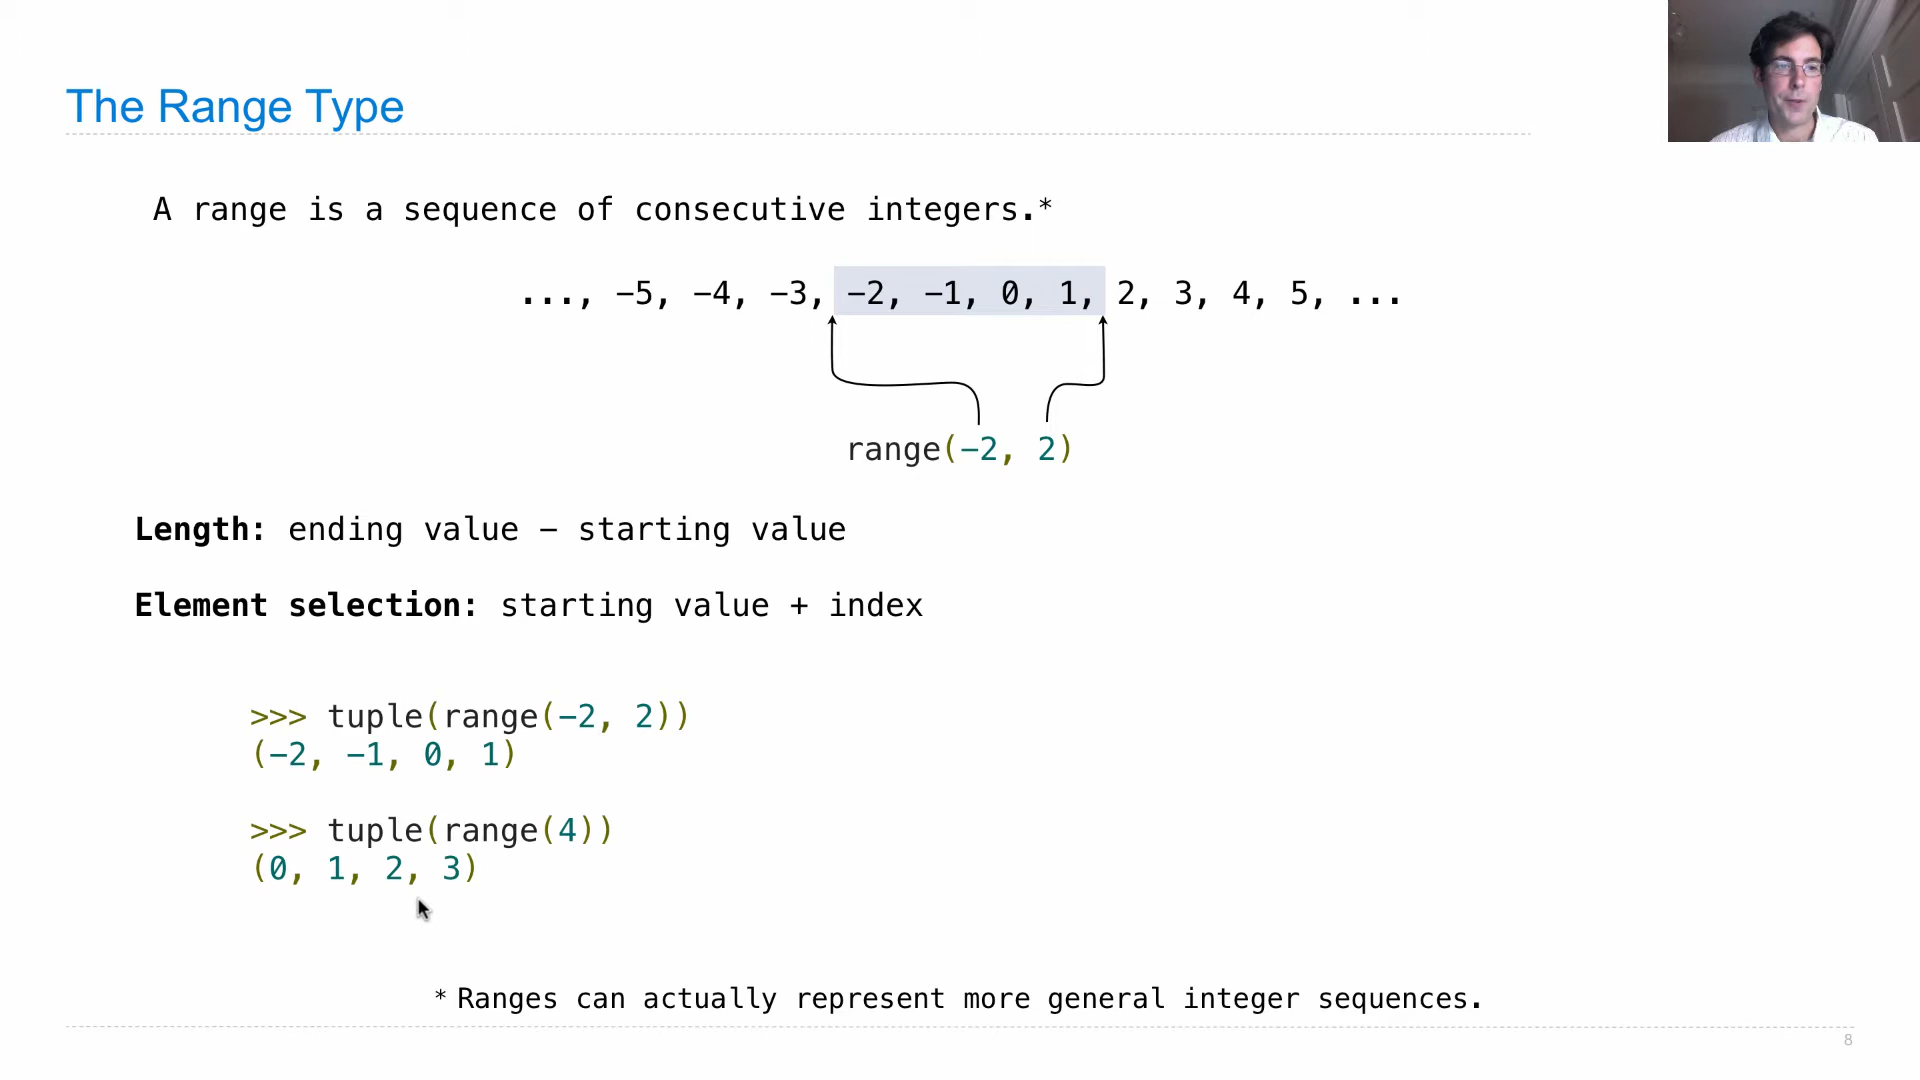 The Range Type
A range is a sequence of consecutive integers.*
..., -5, -4, -3, -2, -1, 0, 1, 2, 3, 4, 5, ...
range(-2, 2)
Length: ending value - starting value
Element selection: starting value + index
>>> tuple(range(-2, 2))
(-2, -1, 0, 1)
>>> tuple(range(4))
(0, 1, 2, 3)
* Ranges can actually represent more general integer sequences.
8